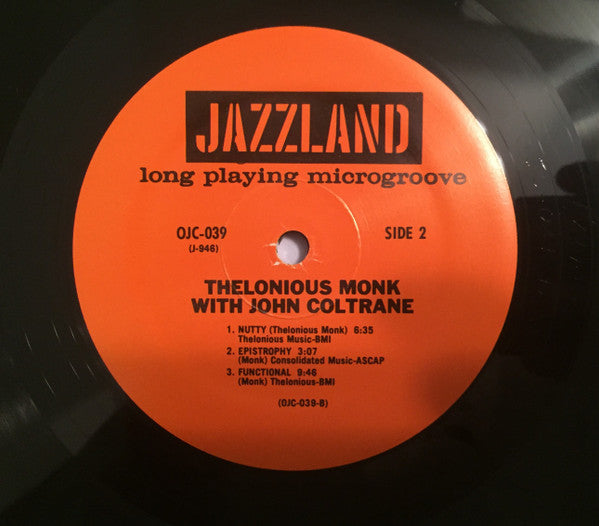 JAZZLAND
long playing microgroove
OJC-039 SIDE 2
(J-946)
THELONIOUS MONK
WITH JOHN COLTRANE
1. NUTTY (Thelonious Monk) 6:35
Thelonious Music-BMI
2. EPISTROPHY 3:07
(Monk) Consolidated Music-ASCAP
3. FUNCTIONAL 9:46
(Monk) Thelonious-BMI
(OJC-039-B)